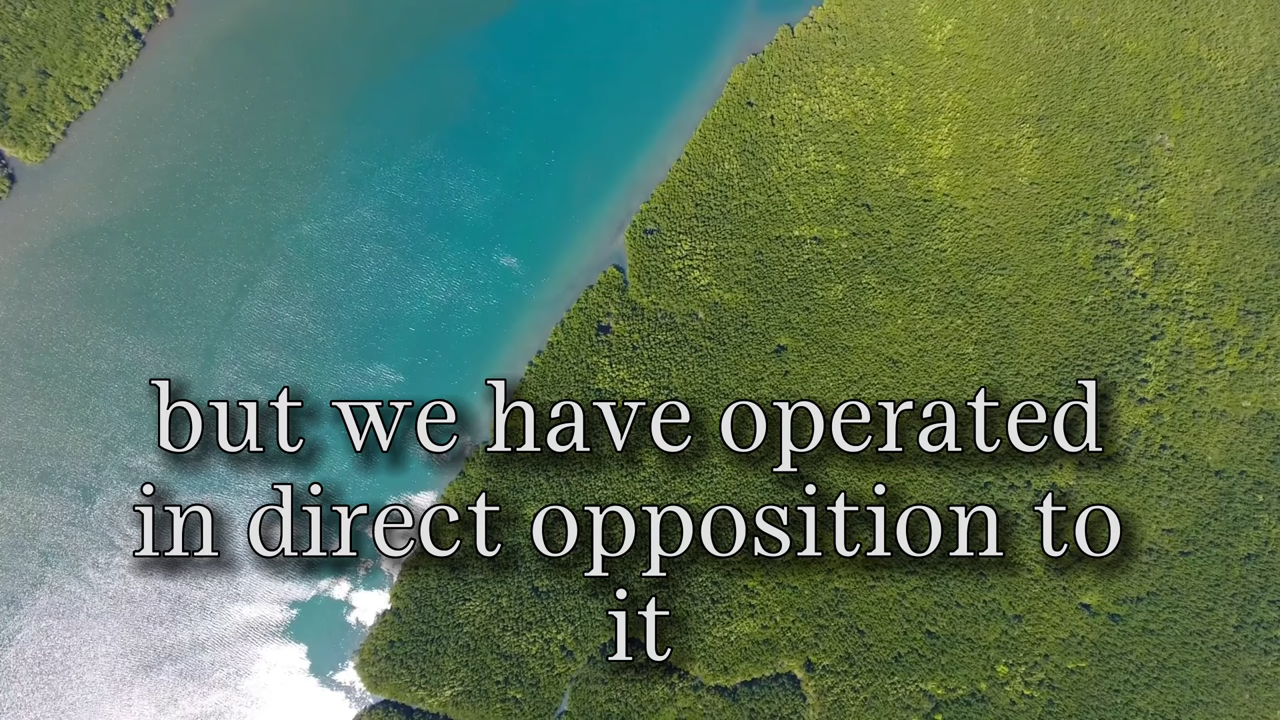 but we have operated
in direct opposition to
it